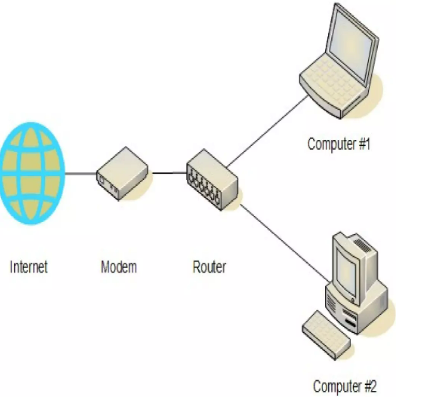 Computer #1
Internet
Modem
Router
Computer #2